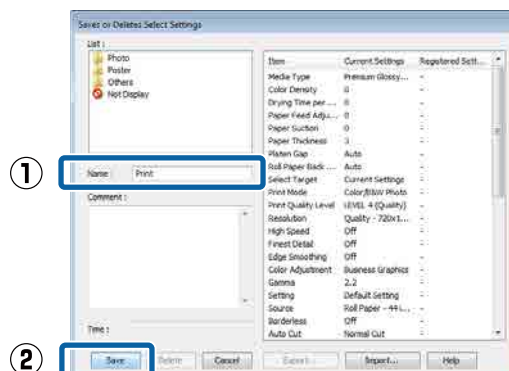 Saves or Deletes Select Settings
List :
Photo
Poster
Others
Not Display
① Name : Print
Comment :
Time :
② Save Delete Cancel Export... Import... Help
Item Current Settings Registered Sett...
Media Type Premium Glossy... -
Color Density 0 -
Drying Time per ... 0 -
Paper Feed Adju... 0 -
Paper Suction 0 -
Paper Thickness 3 -
Platen Gap Auto -
Roll Paper Back ... Auto -
Select Target Current Settings -
Print Mode Color/B&W Photo -
Print Quality Level LEVEL 4 (Quality) -
Resolution Quality - 720x1... -
High Speed Off -
Finest Detail Off -
Edge Smoothing Off -
Color Adjustment Business Graphics -
Gamma 2.2 -
Setting Default Setting -
Source Roll Paper - 44 i... -
Borderless Off -
Auto Cut Normal Cut -